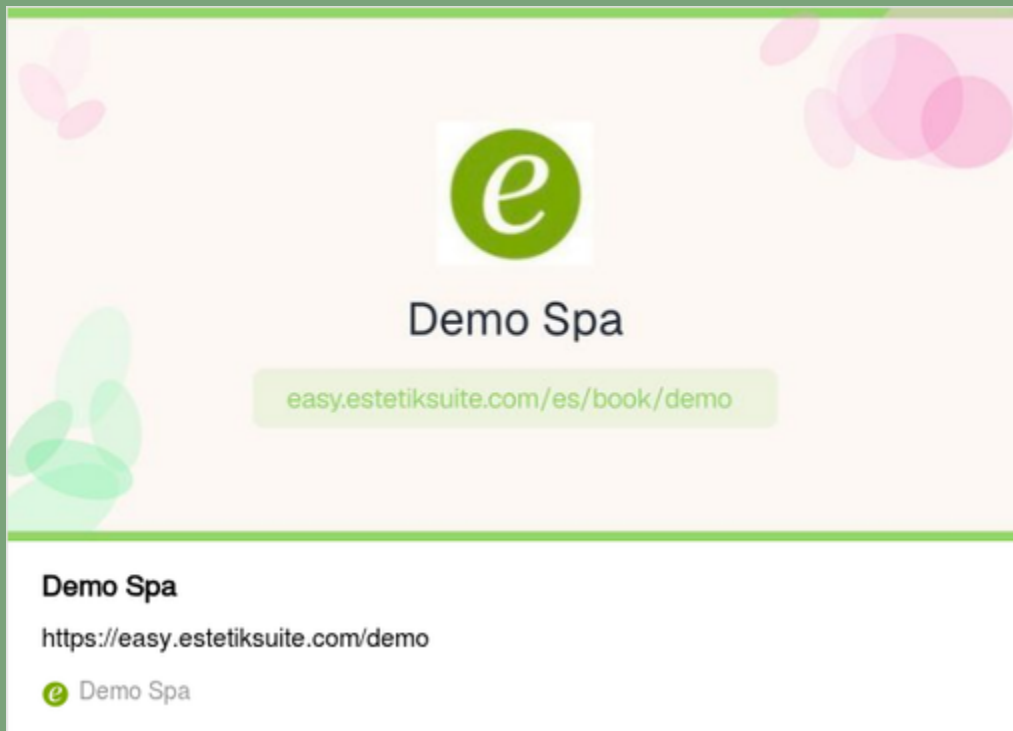 e
Demo Spa
easy.estetiksuite.com/es/book/demo
Demo Spa
https://easy.estetiksuite.com/demo
e Demo Spa